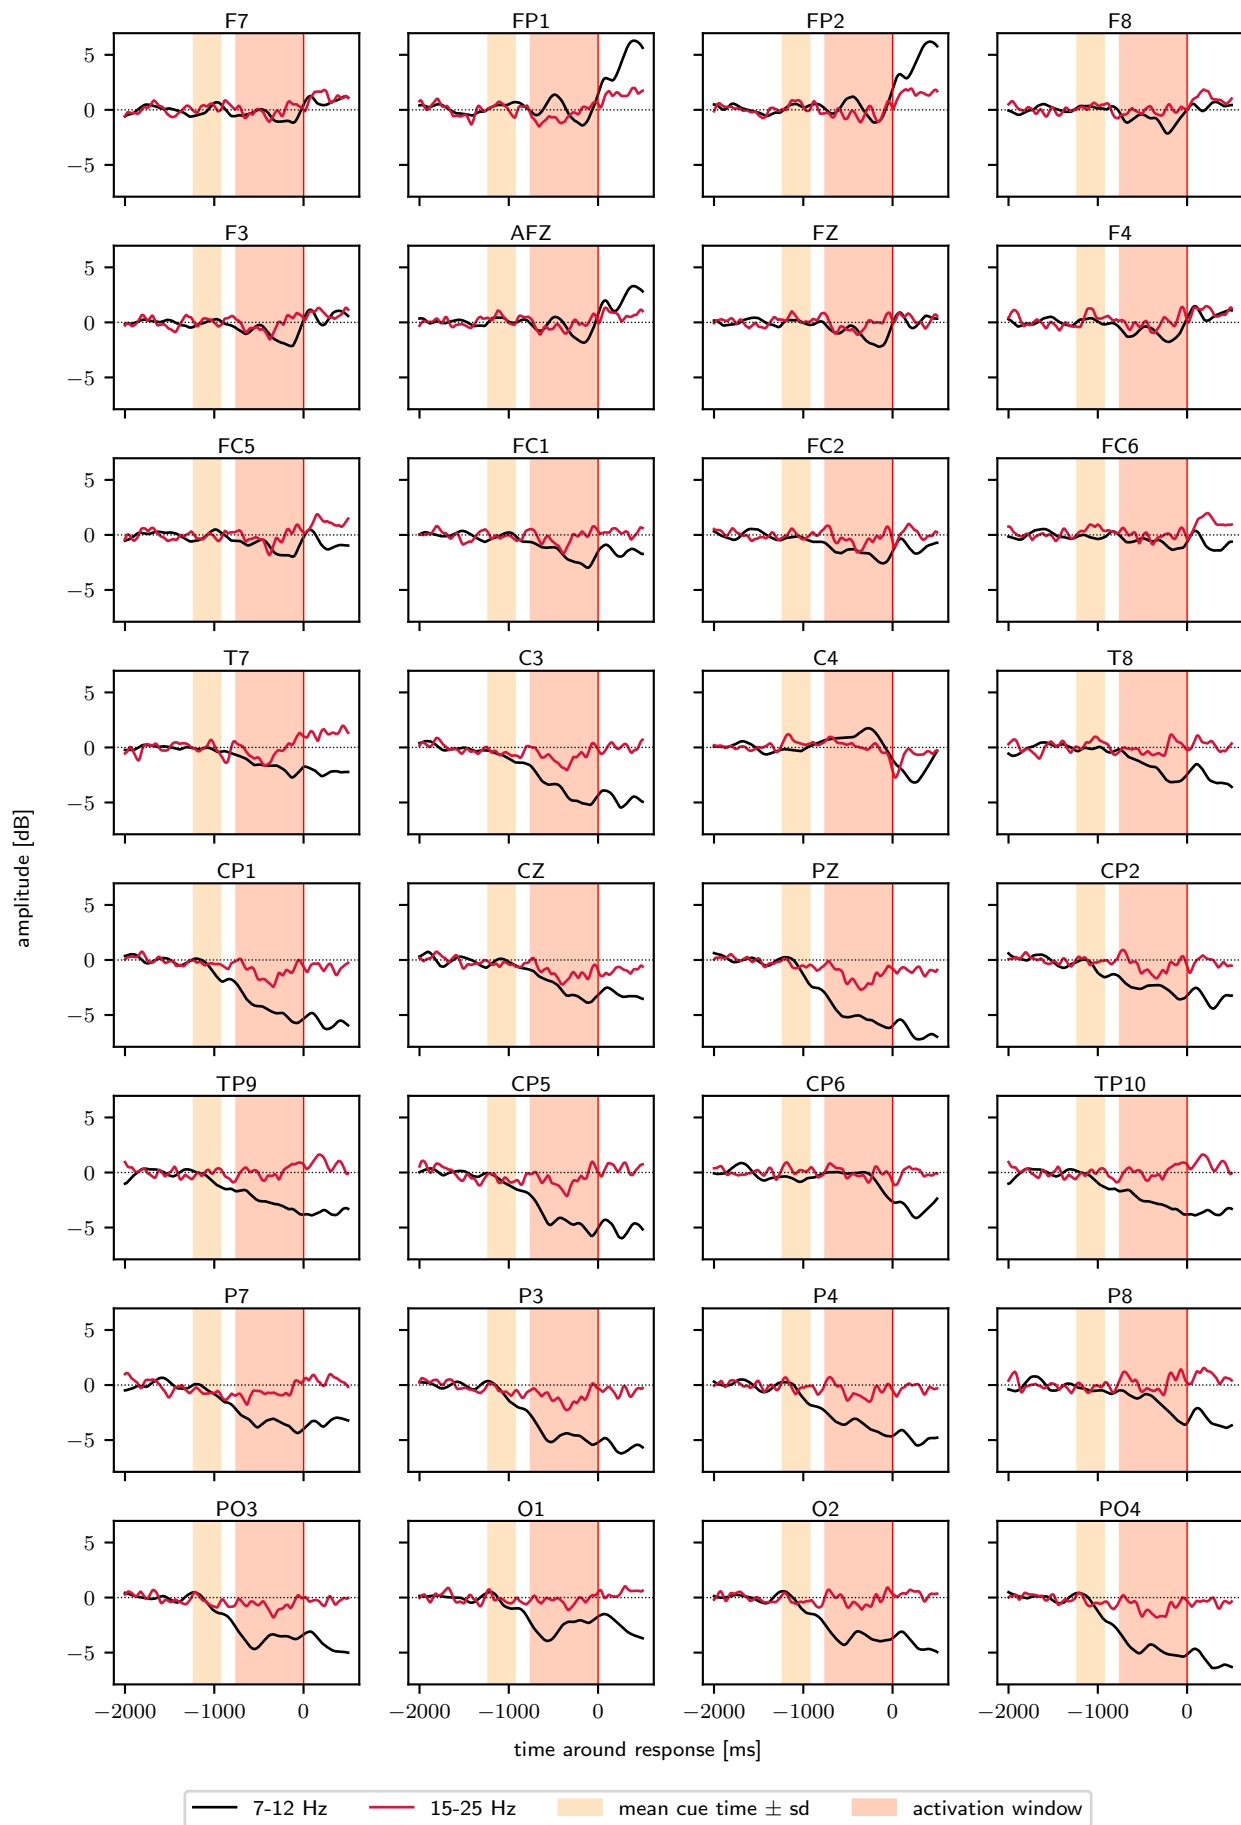 F7 FP1 FP2 F8
5
0
−5
F3 AFZ FZ F4
5
0
−5
FC5 FC1 FC2 FC6
5
0
−5
T7 C3 C4 T8
5
0
−5
amplitude [dB]
CP1 CZ PZ CP2
5
0
−5
TP9 CP5 CP6 TP10
5
0
−5
P7 P3 P4 P8
5
0
−5
PO3 O1 O2 PO4
5
0
−5
−2000 −1000 0 −2000 −1000 0 −2000 −1000 0 −2000 −1000 0
time around response [ms]
7-12 Hz 15-25 Hz mean cue time ± sd activation window